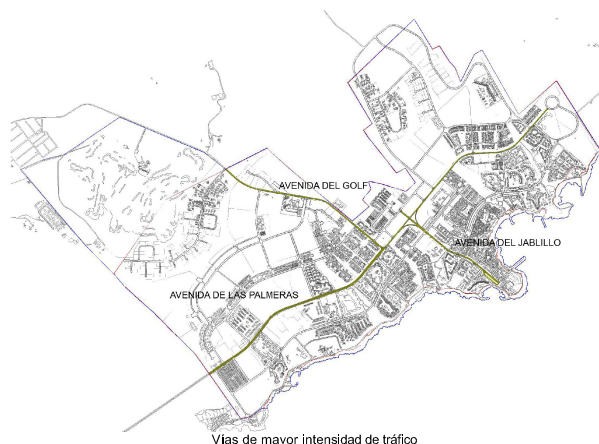 AVENIDA DEL GOLF
AVENIDA DEL JABLILLO
AVENIDA DE LAS PALMERAS
Vías de mayor intensidad de tráfico